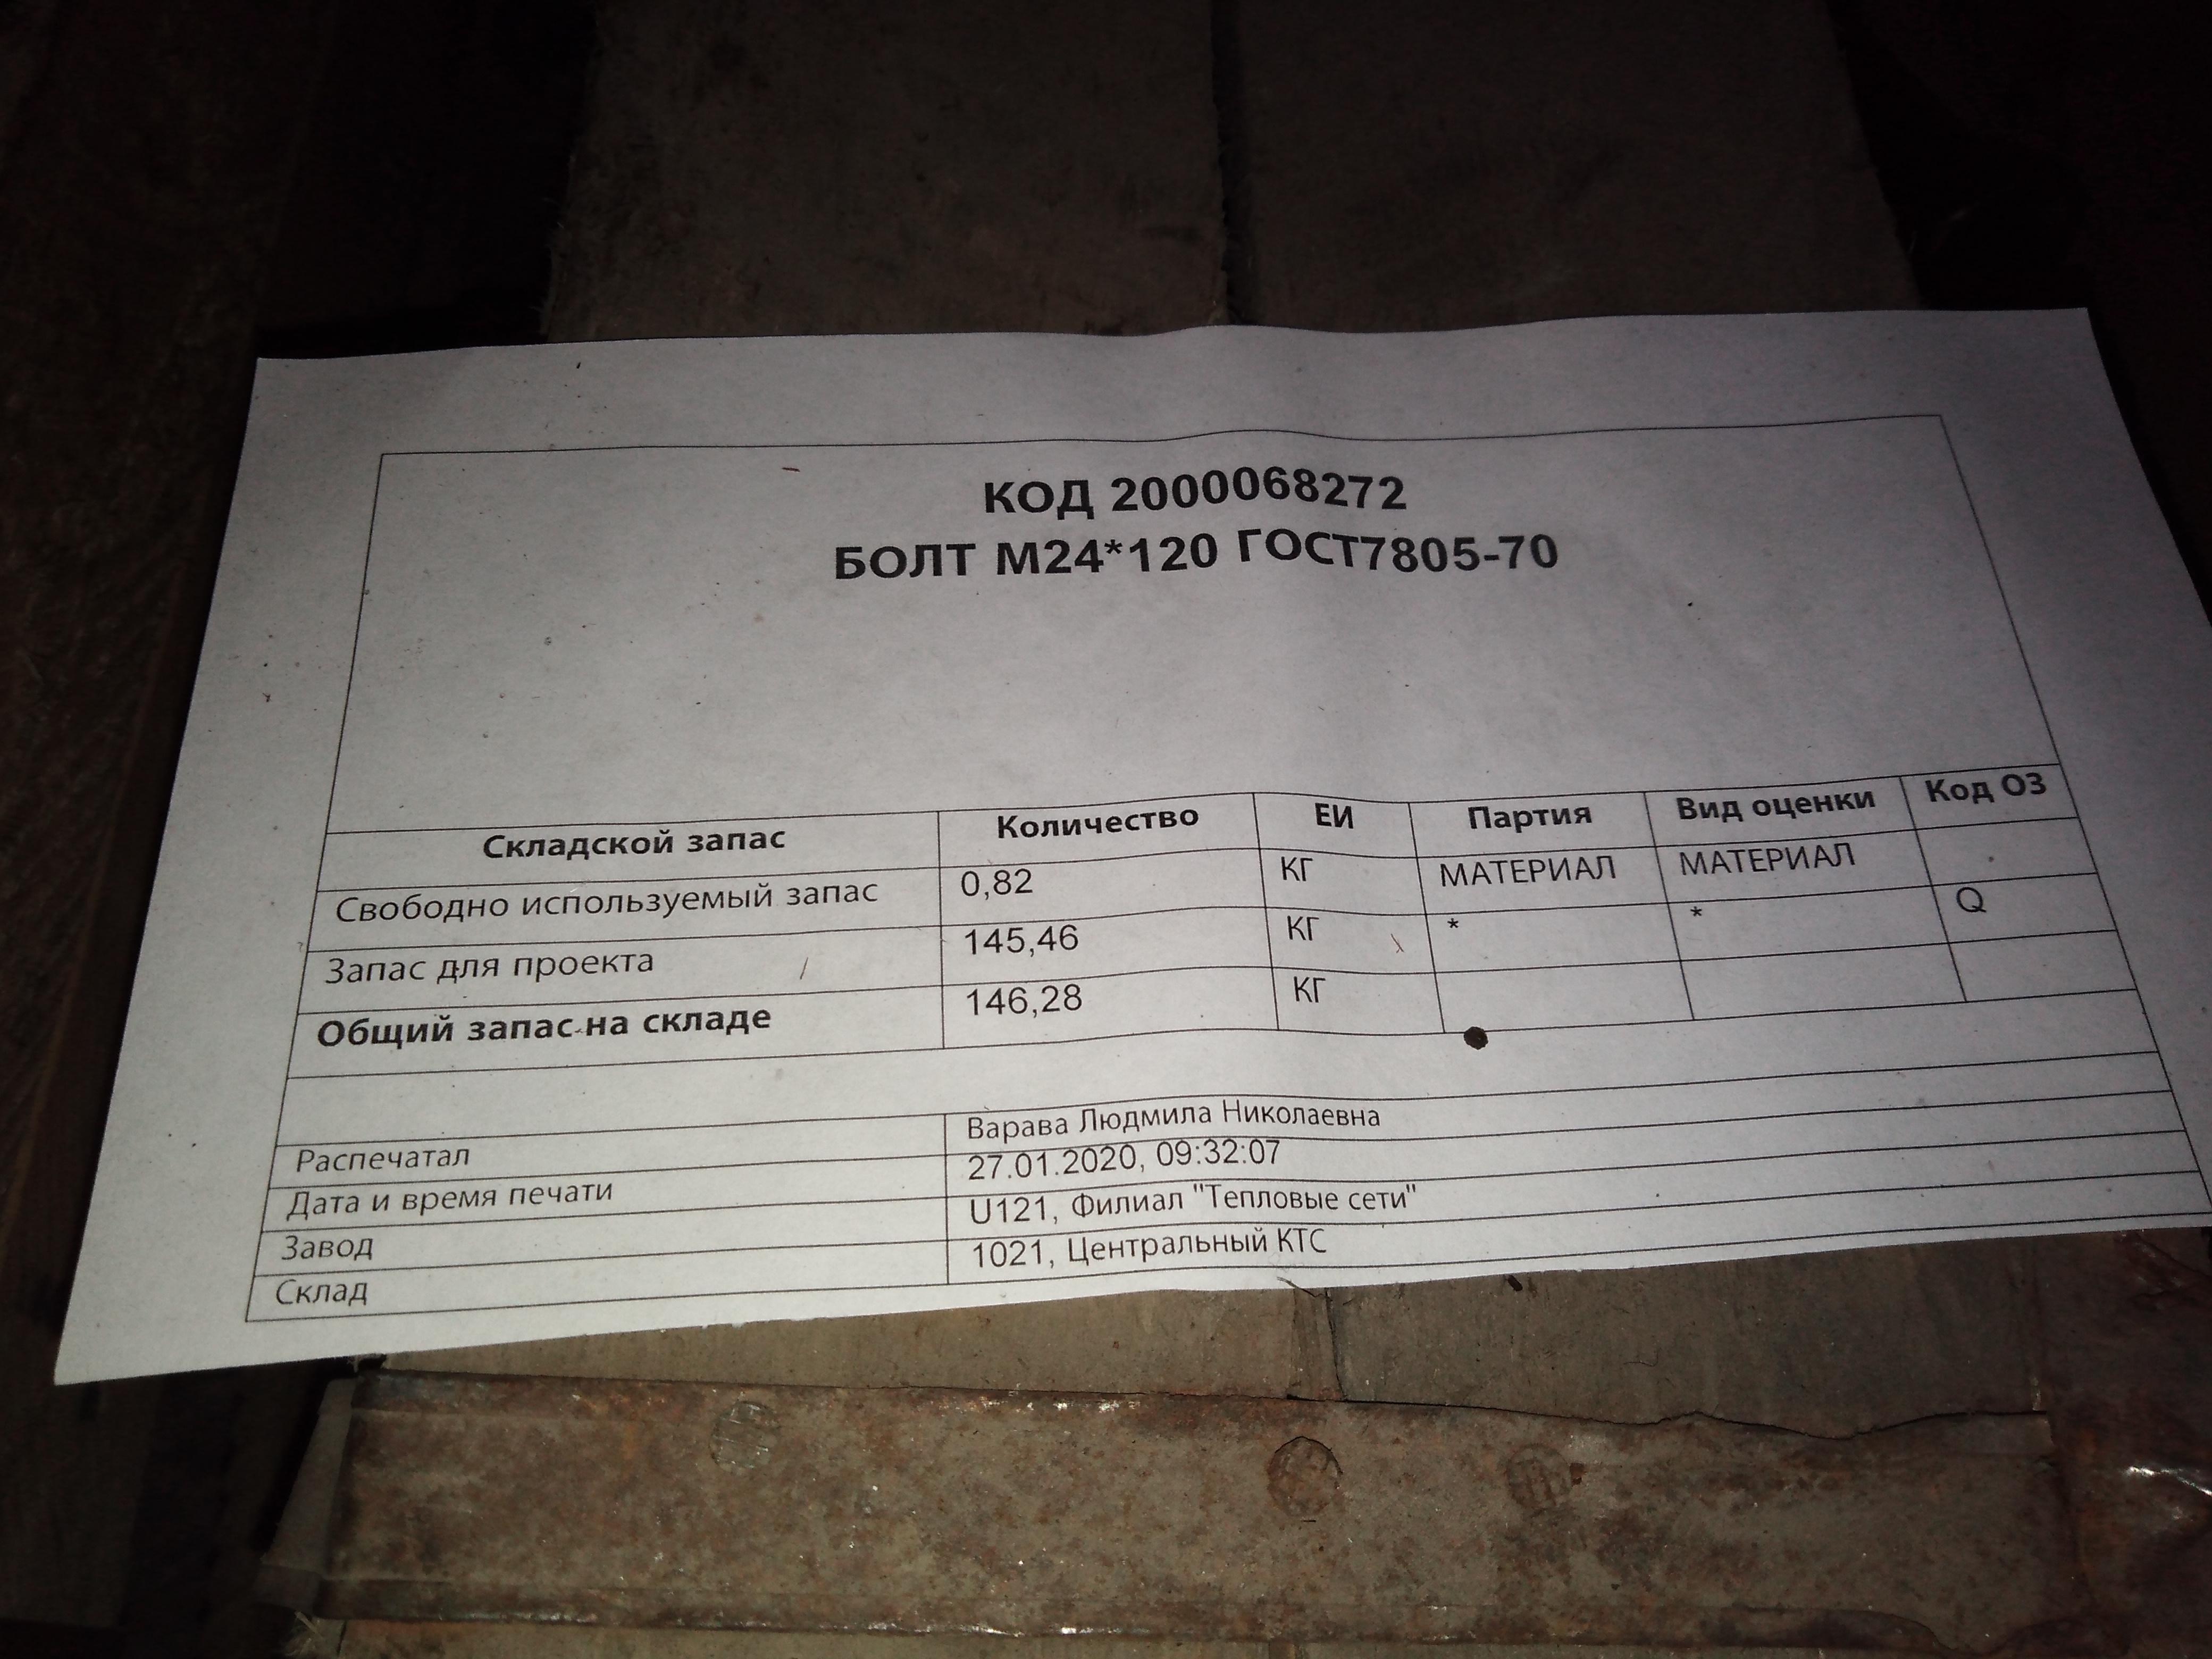 КОД 2000068272
БОЛТ М24*120 ГОСТ7805-70
Складской запас Количество ЕИ Партия Вид оценки Код ОЗ
Свободно используемый запас 0,82 КГ МАТЕРИАЛ МАТЕРИАЛ
Запас для проекта 145,46 КГ * * Q
Общий запас на складе 146,28 КГ
Распечатал Варава Людмила Николаевна
Дата и время печати 27.01.2020, 09:32:07
Завод U121, Филиал "Тепловые сети"
Склад 1021, Центральный КТС